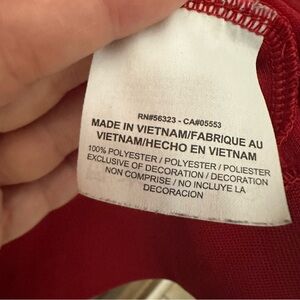 RN#56323 - CA#05553
MADE IN VIETNAM/FABRIQUE AU
VIETNAM/HECHO EN VIETNAM
100% POLYESTER / POLYESTER / POLIESTER
EXCLUSIVE OF DECORATION / DECORATION
NON COMPRISE / NO INCLUYE LA
DECORACION